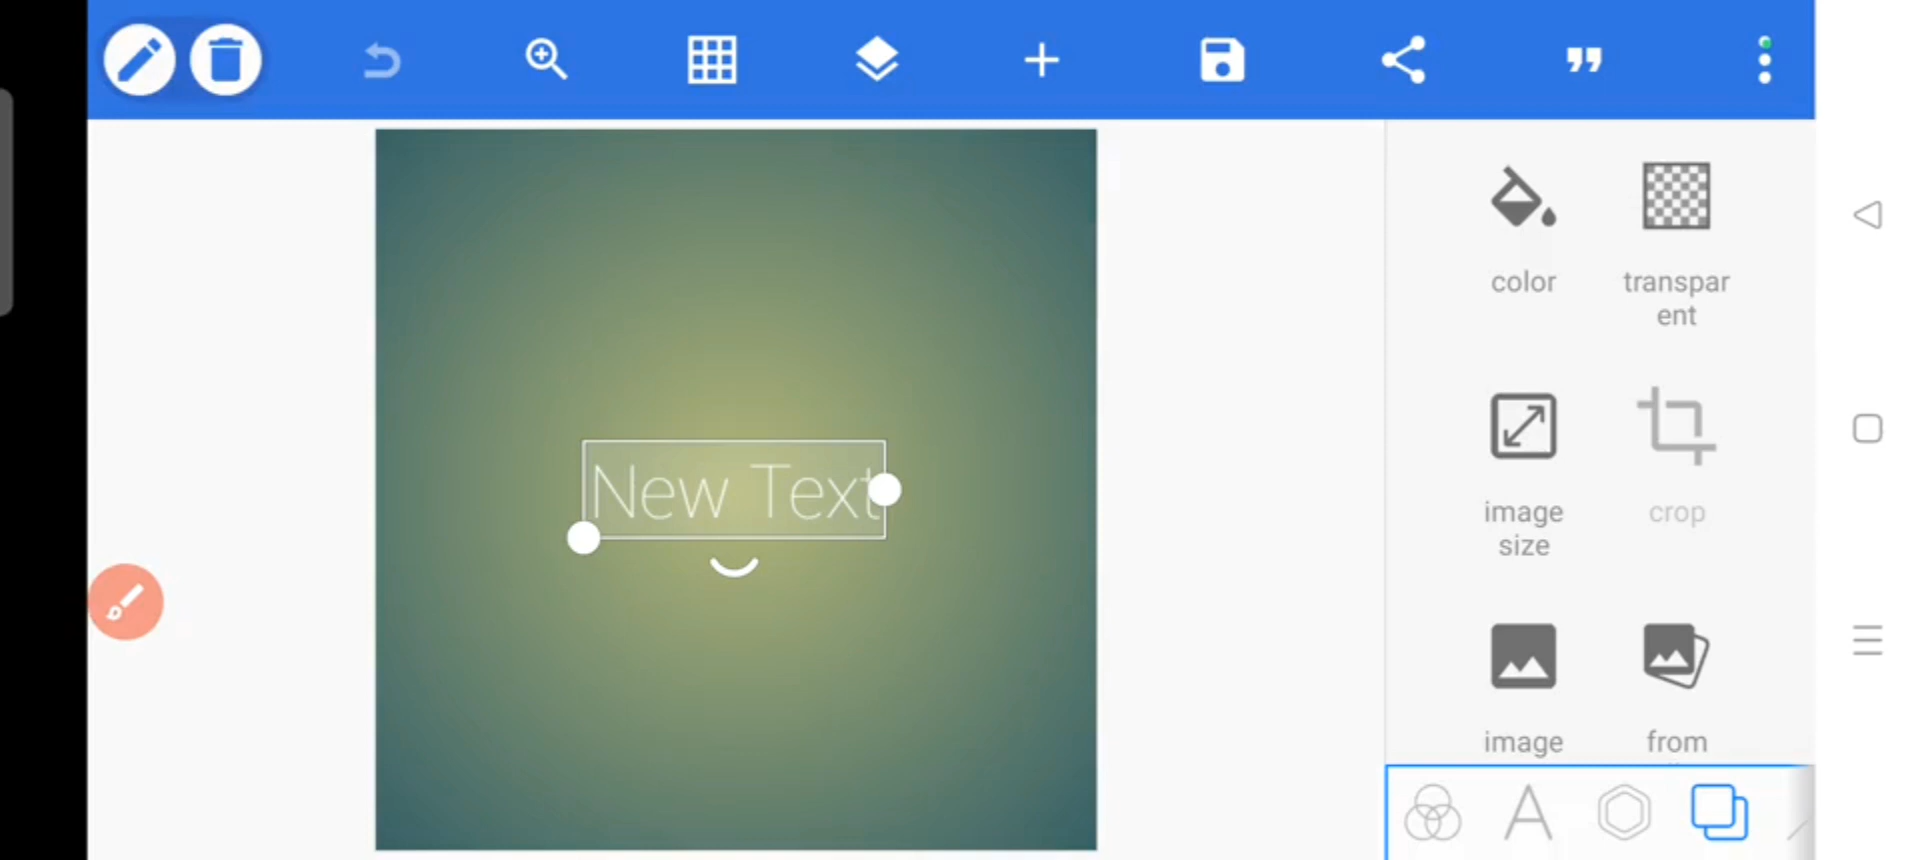 New Text
color
transpar
ent
image
size
crop
image
from